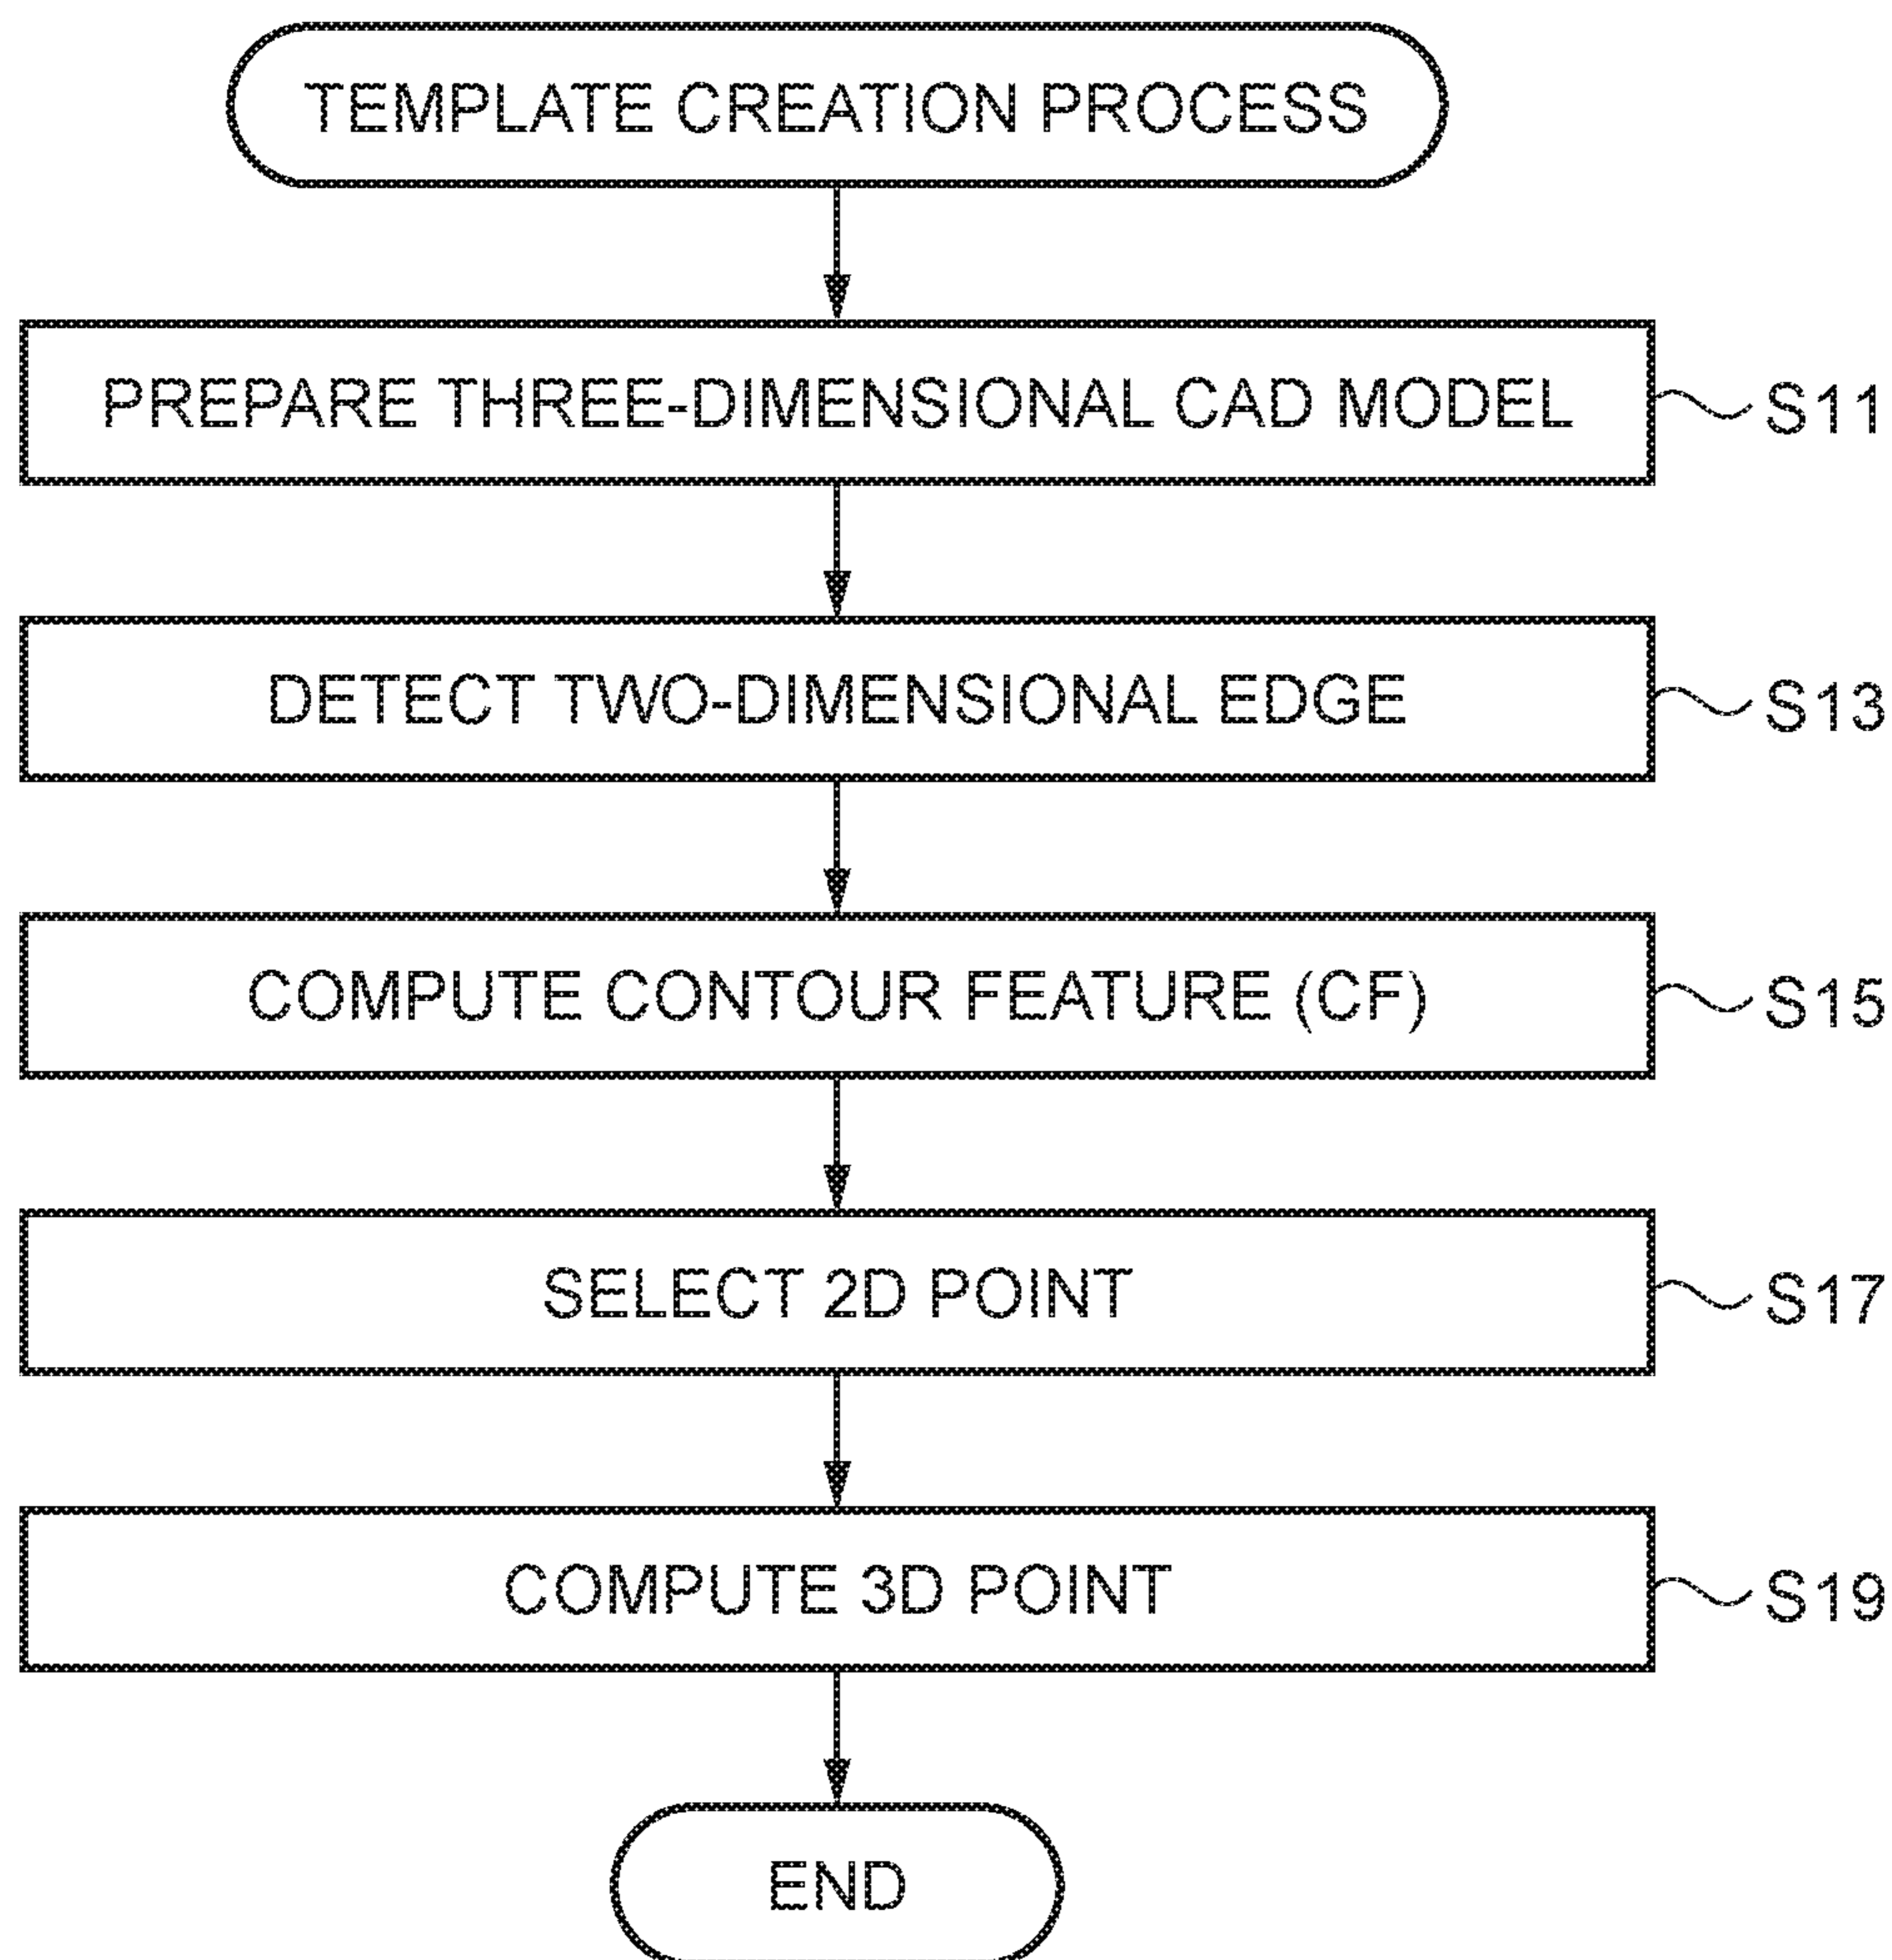 TEMPLATE CREATION PROCESS
PREPARE THREE-DIMENSIONAL CAD MODEL
S11
DETECT TWO-DIMENSIONAL EDGE
S13
COMPUTE CONTOUR FEATURE (CF)
S15
SELECT 2D POINT
S17
COMPUTE 3D POINT
S19
END